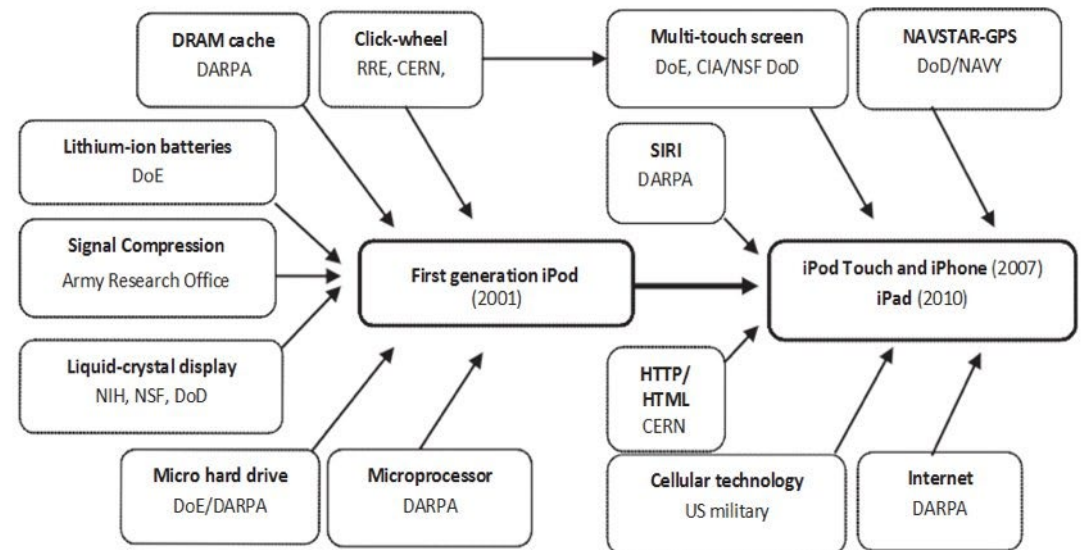 DRAM cache
DARPA
Click-wheel
RRE, CERN,
Multi-touch screen
DoE, CIA/NSF DoD
NAVSTAR-GPS
DoD/NAVY
Lithium-ion batteries
DoE
SIRI
DARPA
Signal Compression
Army Research Office
First generation iPod
(2001)
iPod Touch and iPhone (2007)
iPad (2010)
Liquid-crystal display
NIH, NSF, DoD
HTTP/
HTML
CERN
Micro hard drive
DoE/DARPA
Microprocessor
DARPA
Cellular technology
US military
Internet
DARPA